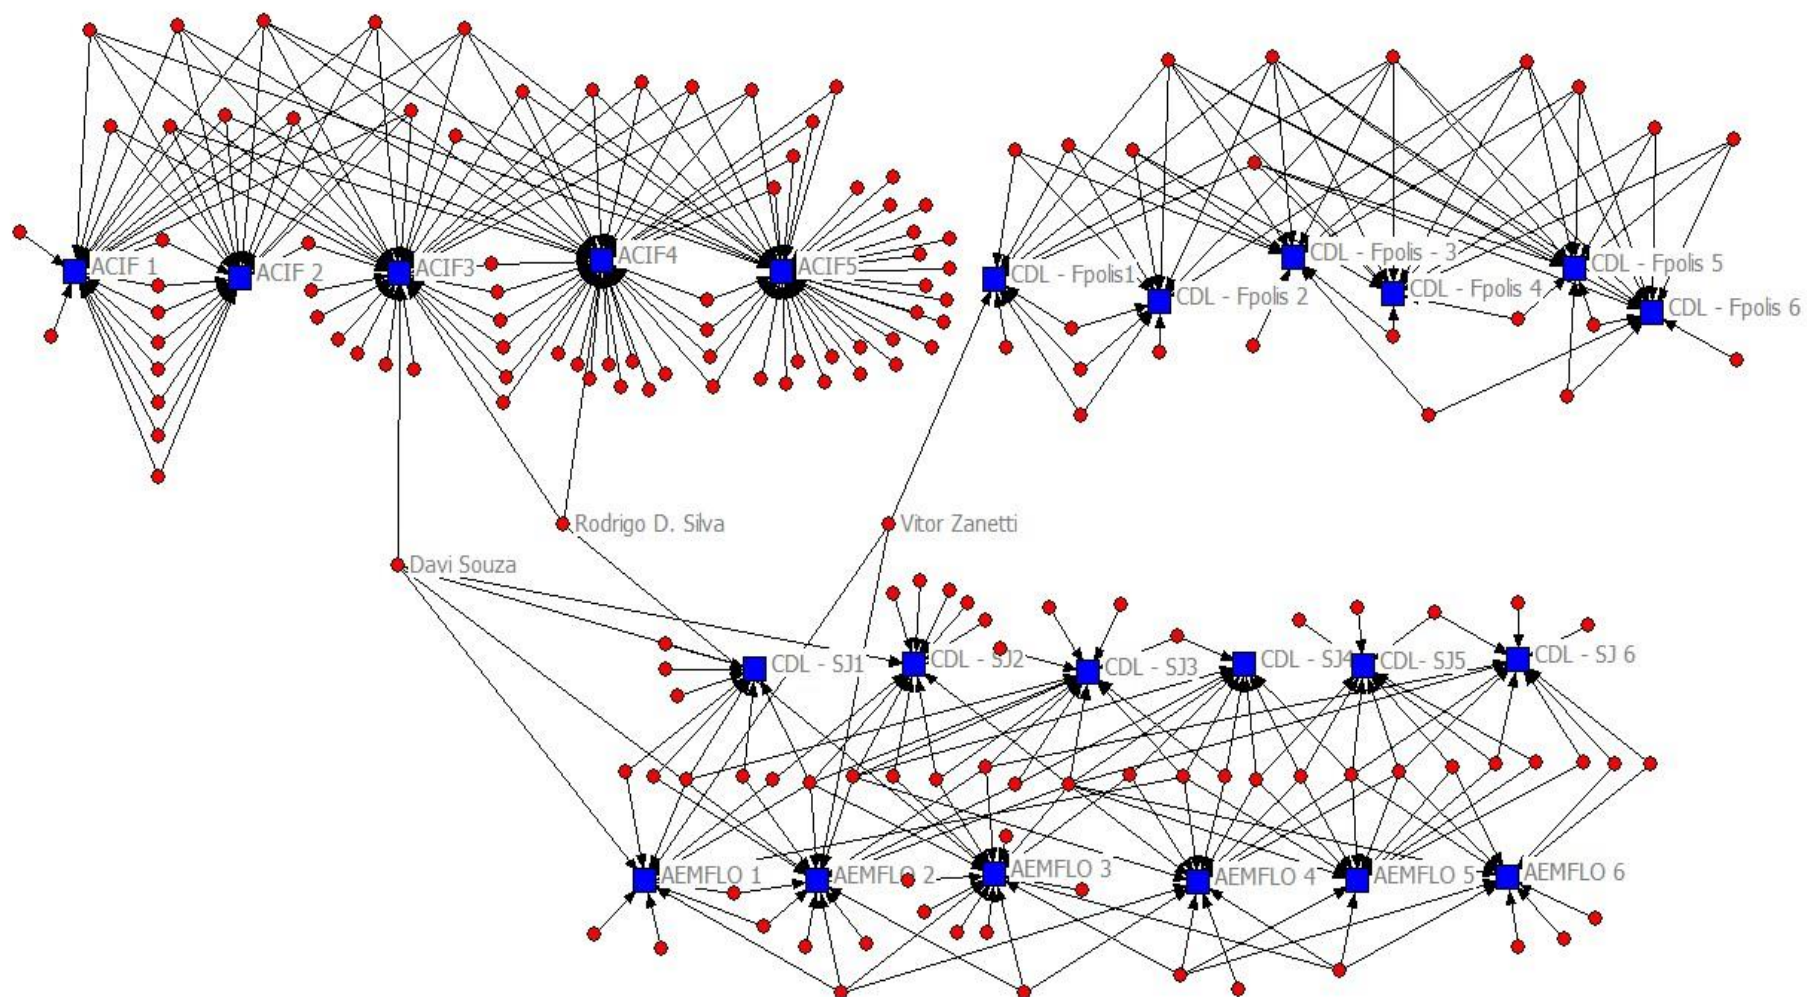 ACIF 1
ACIF 2
ACIF3
ACIF4
ACIF5
CDL - Fpolis1
CDL - Fpolis 2
CDL - Fpolis - 3
CDL - Fpolis 4
CDL - Fpolis 5
CDL - Fpolis 6
Rodrigo D. Silva
Vitor Zanetti
Davi Souza
CDL - SJ1
CDL - SJ2
CDL - SJ3
CDL - SJ4
CDL- SJ5
CDL - SJ 6
AEMFLO 1
AEMFLO 2
AEMFLO 3
AEMFLO 4
AEMFLO 5
AEMFLO 6